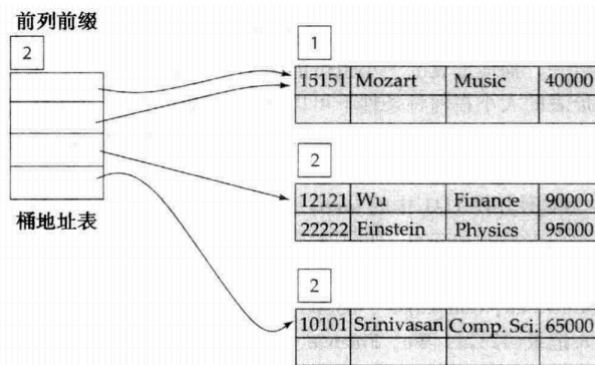 前列前缀
2
桶地址表
1
15151 Mozart Music 40000
2
12121 Wu Finance 90000
22222 Einstein Physics 95000
2
10101 Srinivasan Comp. Sci. 65000